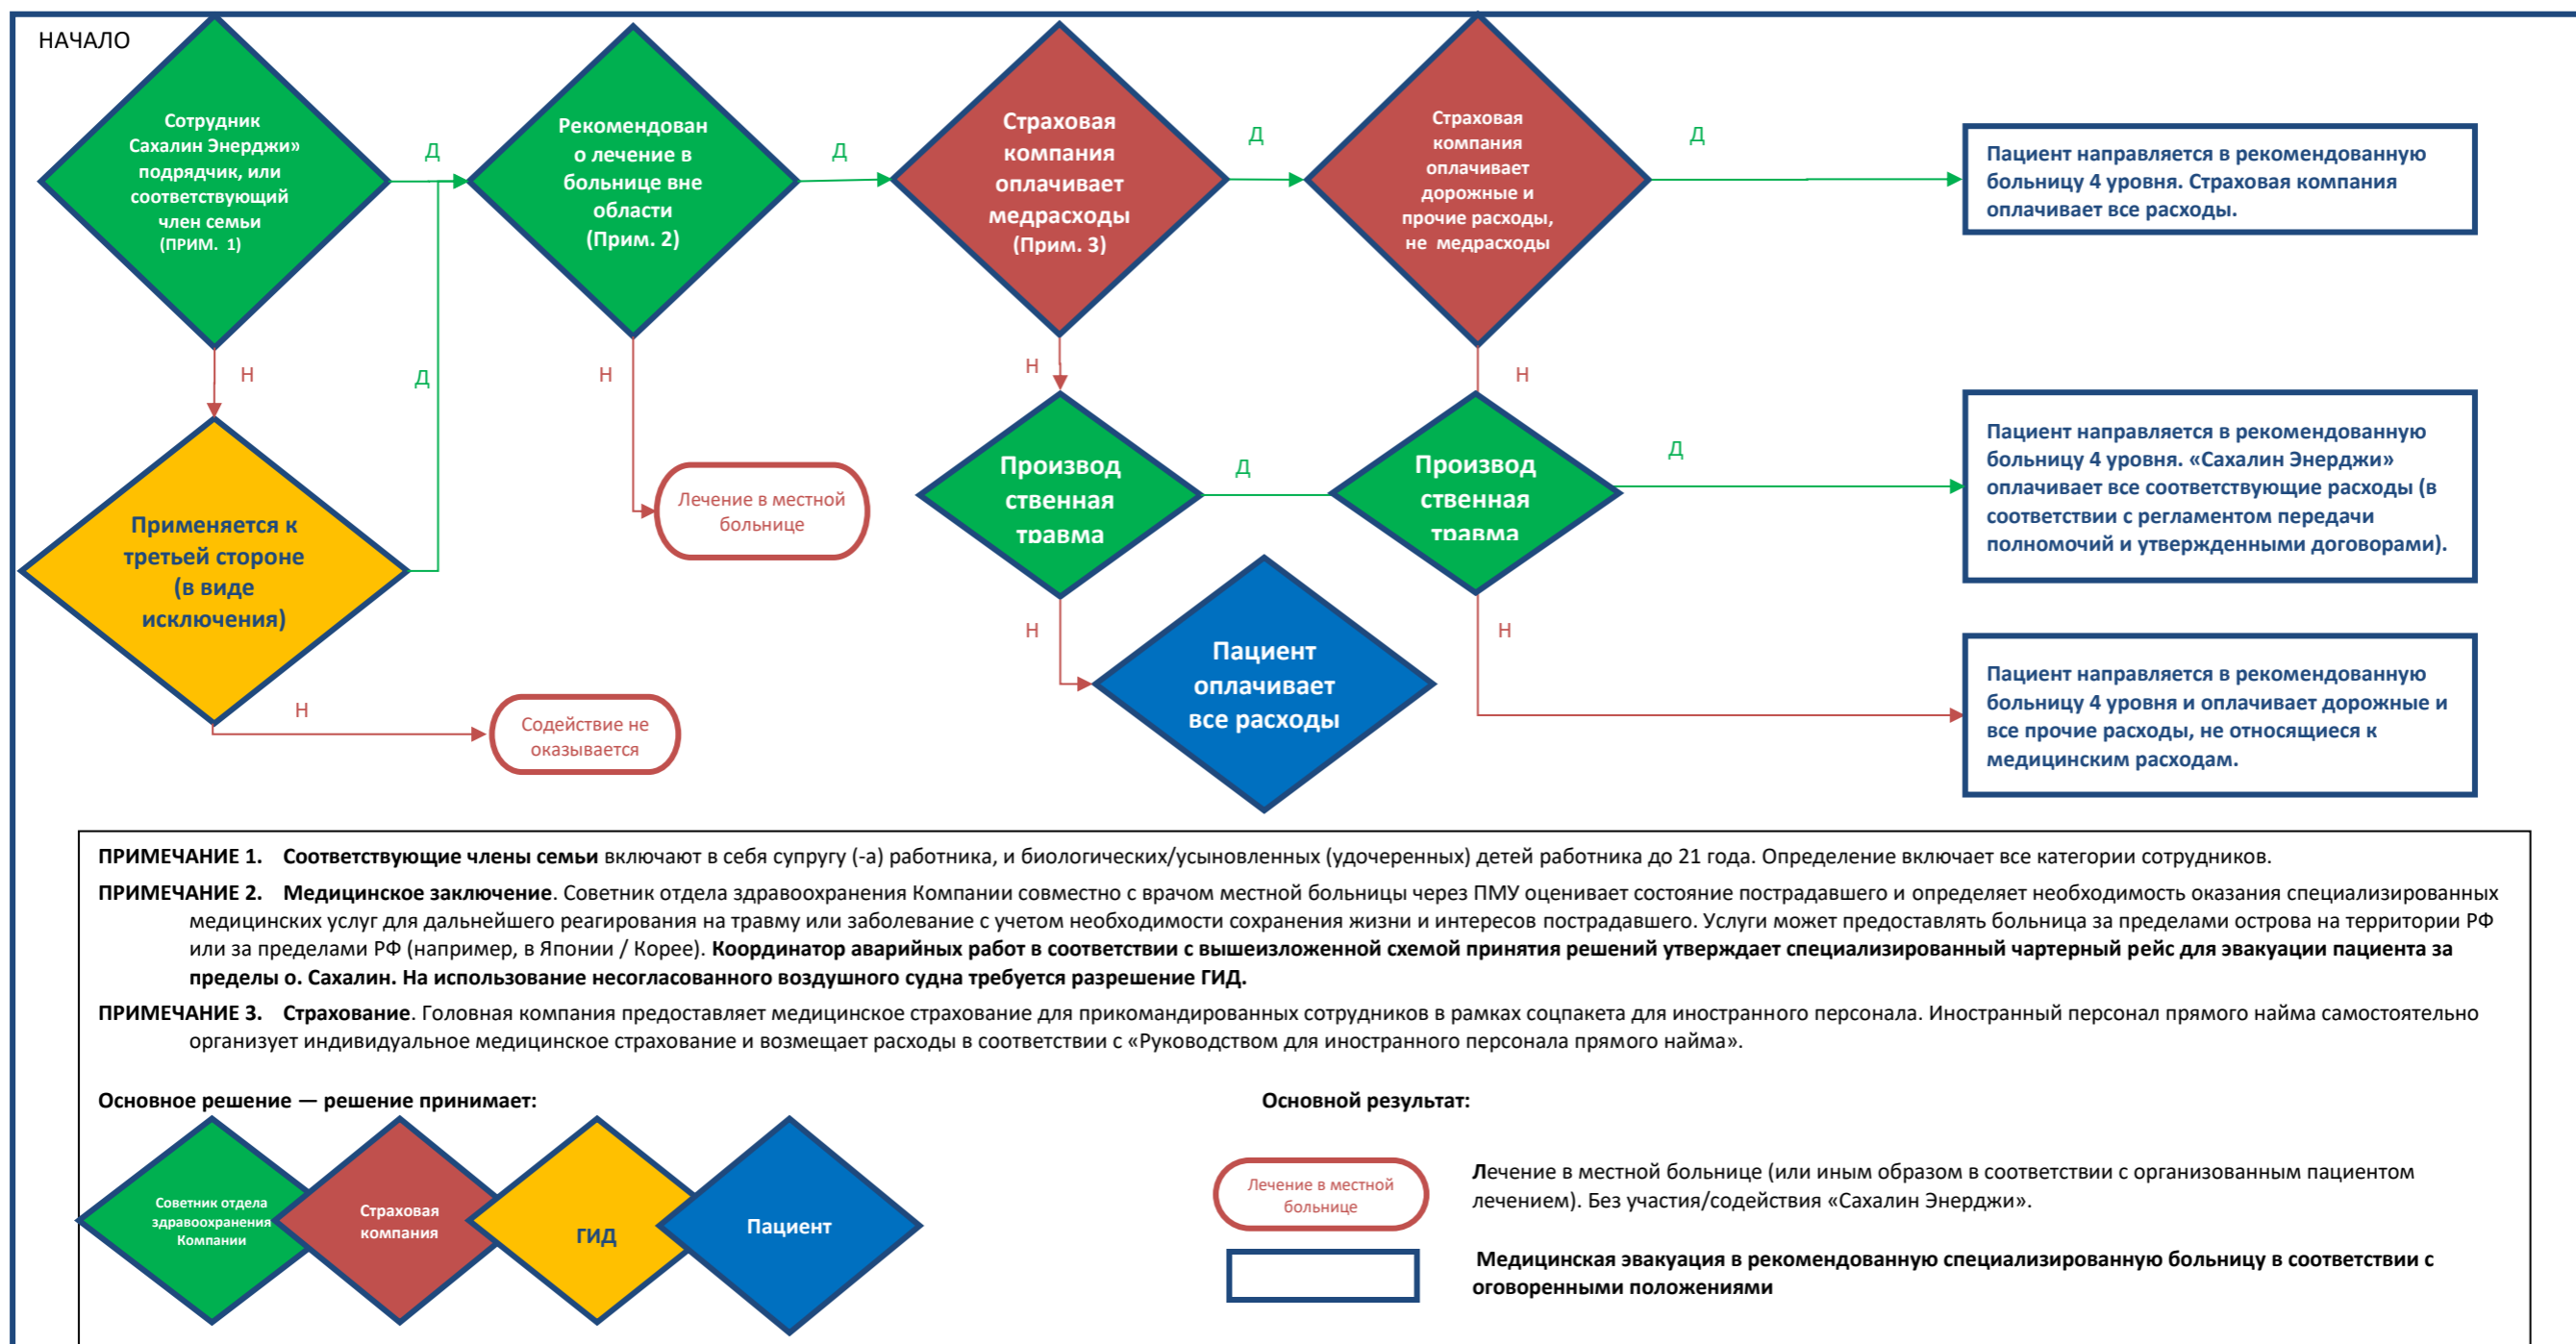 НАЧАЛО
Сотрудник
Сахалин Энерджи»
подрядчик, или
соответствующий
член семьи
(ПРИМ. 1)
Д
Рекомендован
о лечение в
больнице вне
области
(Прим. 2)
Д
Страховая
компания
оплачивает
медрасходы
(Прим. 3)
Д
Страховая
компания
оплачивает
дорожные и
прочие расходы,
не медрасходы
Д
Пациент направляется в рекомендованную
больницу 4 уровня. Страховая компания
оплачивает все расходы.
Н
Д
Н
Н
Н
Применяется к
третьей стороне
(в виде
исключения)
Лечение в местной
больнице
Производ
ственная
травма
Д
Производ
ственная
травма
Д
Пациент направляется в рекомендованную
больницу 4 уровня. «Сахалин Энерджи»
оплачивает все соответствующие расходы (в
соответствии с регламентом передачи
полномочий и утвержденными договорами).
Н
Содействие не
оказывается
Н
Пациент
оплачивает
все расходы
Н
Пациент направляется в рекомендованную
больницу 4 уровня и оплачивает дорожные и
все прочие расходы, не относящиеся к
медицинским расходам.
ПРИМЕЧАНИЕ 1. Соответствующие члены семьи включают в себя супругу (-а) работника, и биологических/усыновленных (удочеренных) детей работника до 21 года. Определение включает все категории сотрудников.
ПРИМЕЧАНИЕ 2. Медицинское заключение. Советник отдела здравоохранения Компании совместно с врачом местной больницы через ПМУ оценивает состояние пострадавшего и определяет необходимость оказания специализированных
медицинских услуг для дальнейшего реагирования на травму или заболевание с учетом необходимости сохранения жизни и интересов пострадавшего. Услуги может предоставлять больница за пределами острова на территории РФ
или за пределами РФ (например, в Японии / Корее). Координатор аварийных работ в соответствии с вышеизложенной схемой принятия решений утверждает специализированный чартерный рейс для эвакуации пациента за
пределы о. Сахалин. На использование несогласованного воздушного судна требуется разрешение ГИД.
ПРИМЕЧАНИЕ 3. Страхование. Головная компания предоставляет медицинское страхование для прикомандированных сотрудников в рамках соцпакета для иностранного персонала. Иностранный персонал прямого найма самостоятельно
организует индивидуальное медицинское страхование и возмещает расходы в соответствии с «Руководством для иностранного персонала прямого найма».
Основное решение — решение принимает:
Советник отдела
здравоохранения
Компании
Страховая
компания
ГИД
Пациент
Основной результат:
Лечение в местной
больнице
Лечение в местной больнице (или иным образом в соответствии с организованным пациентом
лечением). Без участия/содействия «Сахалин Энерджи».
Медицинская эвакуация в рекомендованную специализированную больницу в соответствии с
оговоренными положениями